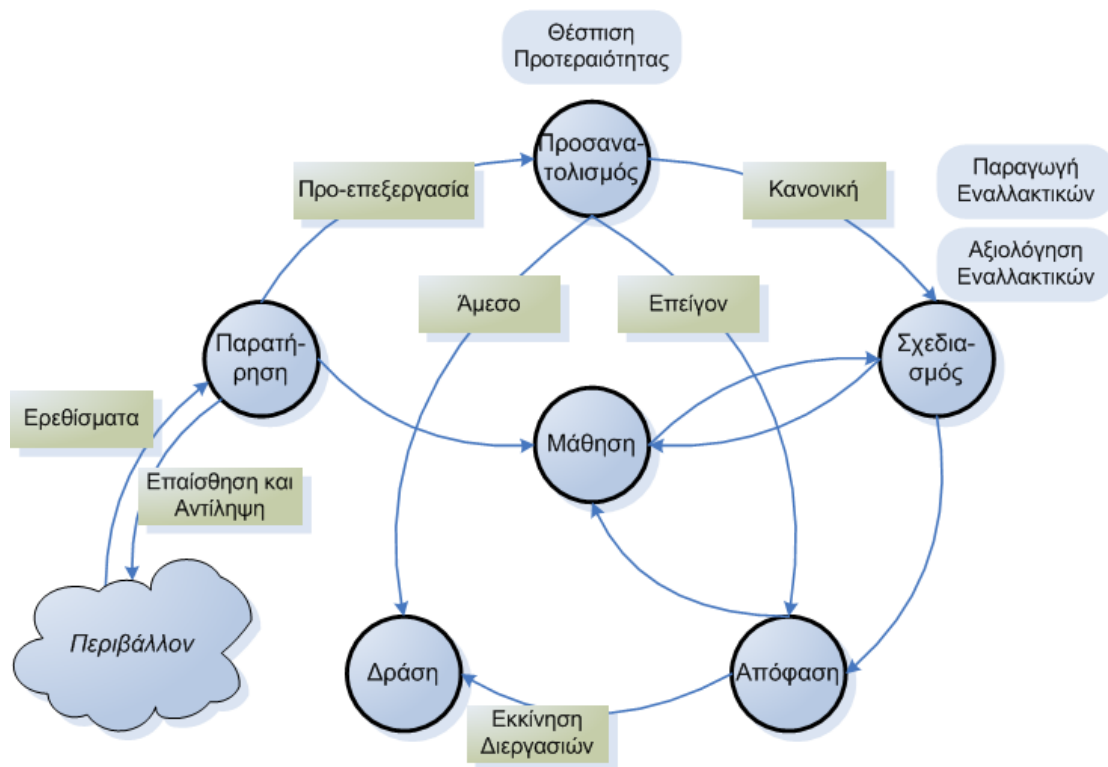 Θέσπιση
Προτεραιότητας
Προσανα-
τολισμός
Προ-επεξεργασία
Κανονική
Παραγωγή
Εναλλακτικών
Αξιολόγηση
Εναλλακτικών
Άμεσο
Επείγον
Παρατή-
ρηση
Σχεδια-
σμός
Ερεθίσματα
Μάθηση
Επαίσθηση και
Αντίληψη
Περιβάλλον
Δράση
Απόφαση
Εκκίνηση
Διεργασιών